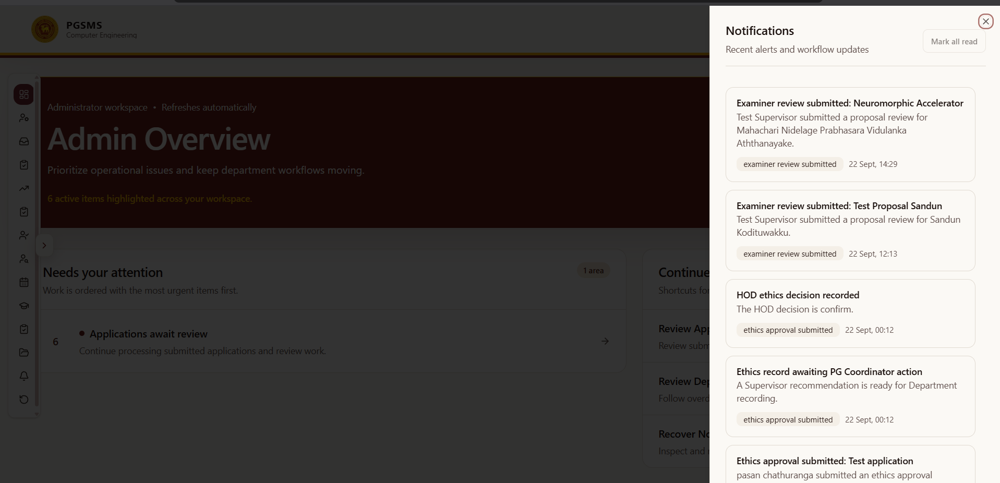 PGSMS
Computer Engineering
Administrator workspace • Refreshes automatically
Admin Overview
Prioritize operational issues and keep department workflows moving.
6 active items highlighted across your workspace.
Needs your attention
1 area
Work is ordered with the most urgent items first.
6
Applications await review
Continue processing submitted applications and review work.
Continue
Shortcuts for
Review App
Review subm
Review Dep
Follow overd
Recover No
Inspect and
Notifications
Mark all read
Recent alerts and workflow updates
Examiner review submitted: Neuromorphic Accelerator
Test Supervisor submitted a proposal review for
Mahachari Nidelage Prabhasara Vidulanka
Aththanayake.
examiner review submitted 22 Sept, 14:29
Examiner review submitted: Test Proposal Sandun
Test Supervisor submitted a proposal review for Sandun
Kodituwakku.
examiner review submitted 22 Sept, 12:13
HOD ethics decision recorded
The HOD decision is confirm.
ethics approval submitted 22 Sept, 00:12
Ethics record awaiting PG Coordinator action
A Supervisor recommendation is ready for Department
recording.
ethics approval submitted 22 Sept, 00:12
Ethics approval submitted: Test application
pasan chathuranga submitted an ethics approval